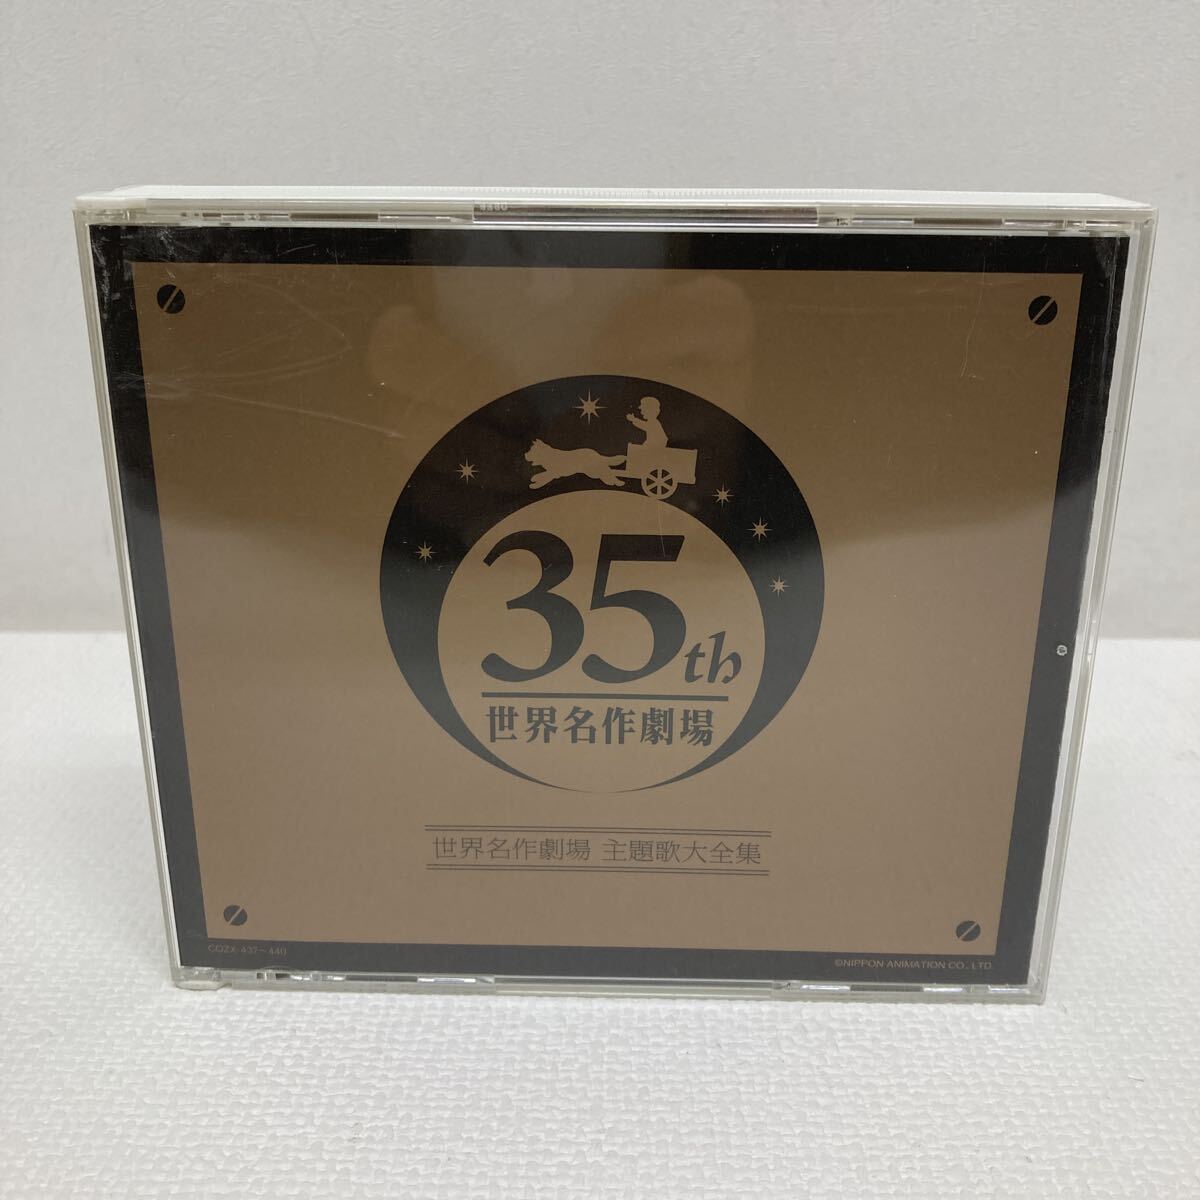 35th
世界名作劇場
世界名作劇場 主題歌大全集
COZX-437〜440
©NIPPON ANIMATION CO., LTD.